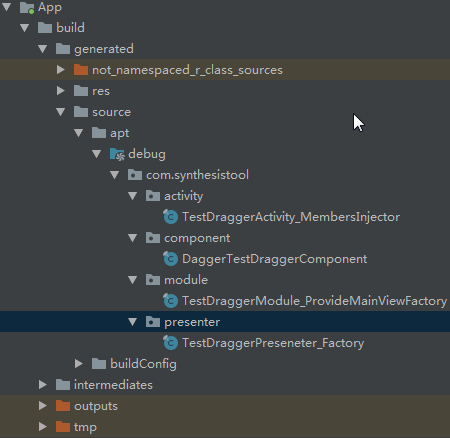 App
build
generated
not_namespaced_r_class_sources
res
source
apt
debug
com.synthesistool
activity
TestDraggerActivity_MembersInjector
component
DaggerTestDraggerComponent
module
TestDraggerModule_ProvideMainViewFactory
presenter
TestDraggerPreseneter_Factory
buildConfig
intermediates
outputs
tmp